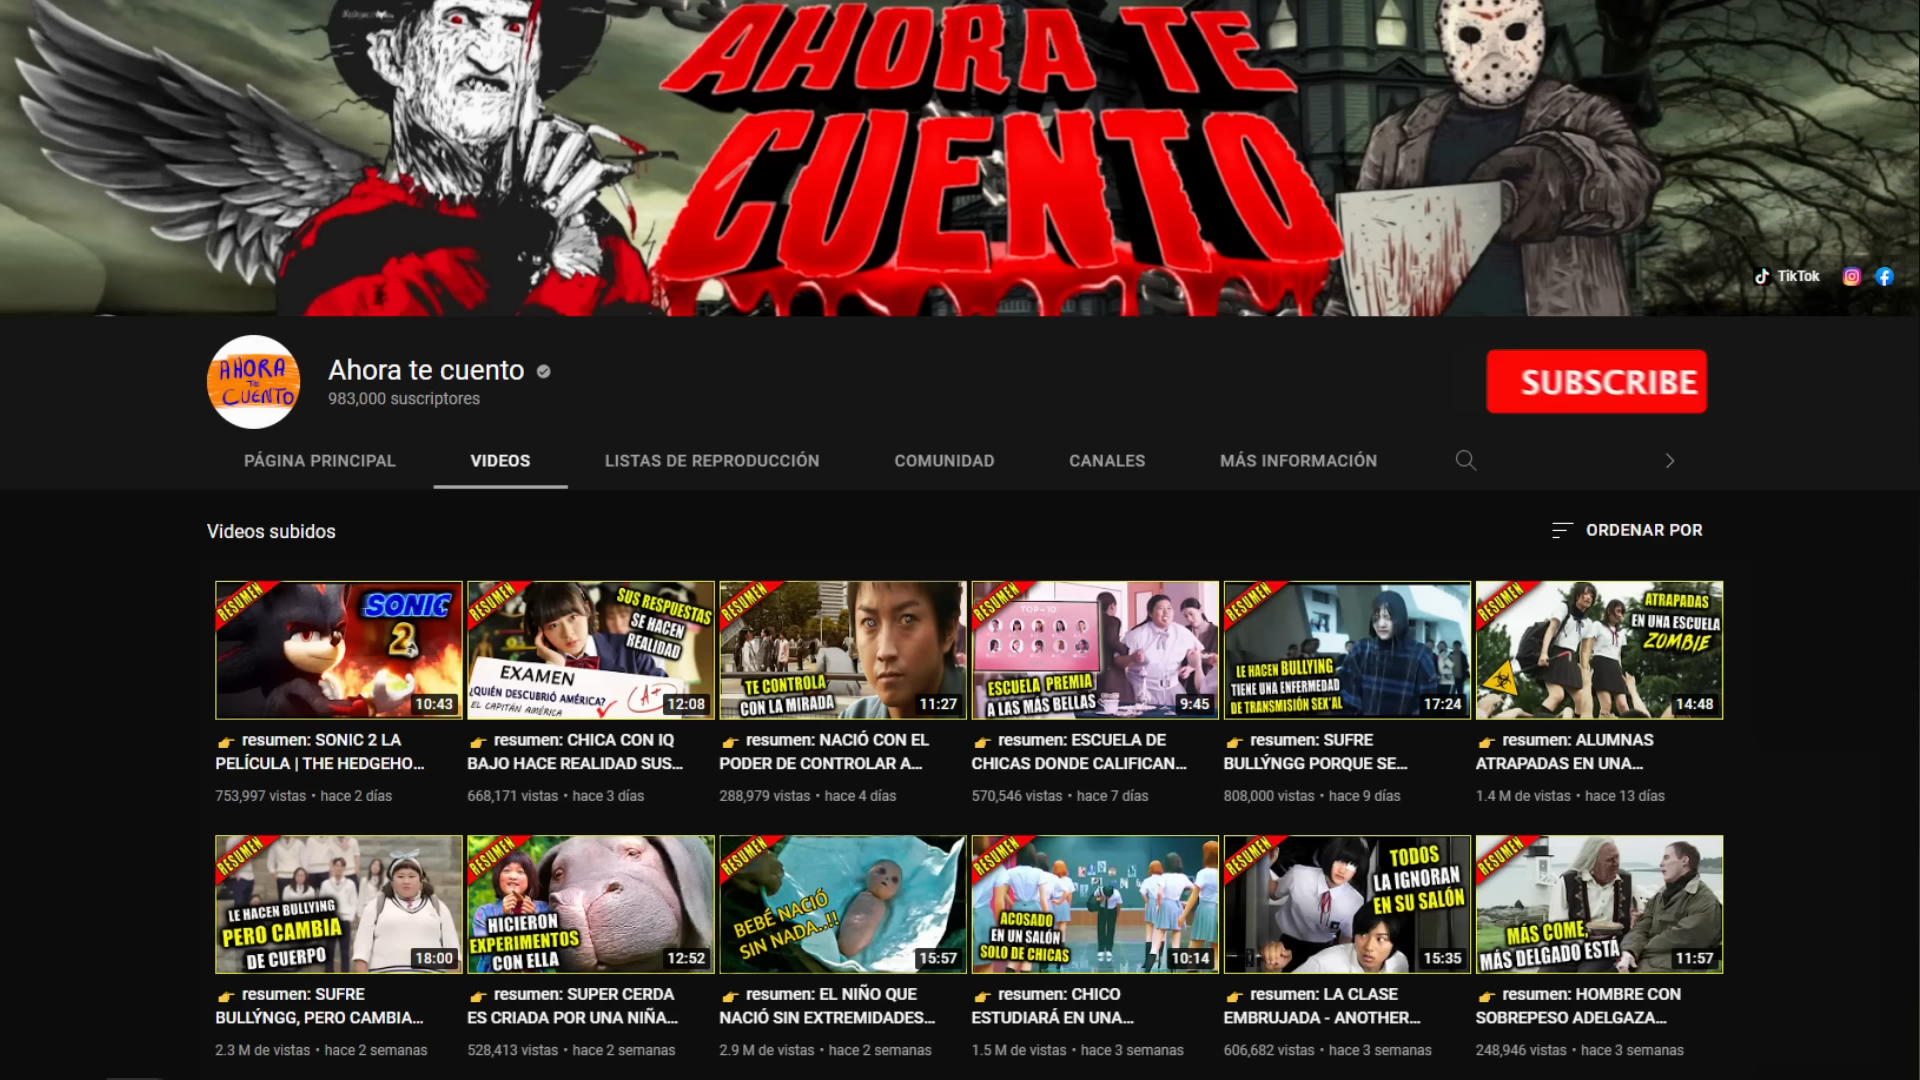 AHORA TE
CUENTO
TikTok
AHORA
TE
CUENTO
Ahora te cuento
983,000 suscriptores
SUBSCRIBE
PÁGINA PRINCIPAL
VIDEOS
LISTAS DE REPRODUCCIÓN
COMUNIDAD
CANALES
MÁS INFORMACIÓN
Videos subidos
ORDENAR POR
RESUMEN
SONIC
2
10:43
RESUMEN
SUS RESPUESTAS
SE HACEN
REALIDAD
EXAMEN
¿QUIÉN DESCUBRIÓ AMÉRICA?
EL CAPITÁN AMÉRICA
A+
12:08
RESUMEN
TE CONTROLA
CON LA MIRADA
11:27
RESUMEN
TOP-10
ESCUELA PREMIA
A LAS MÁS BELLAS
9:45
RESUMEN
LE HACEN BULLYING
TIENE UNA ENFERMEDAD
DE TRANSMISIÓN SEX'AL
17:24
RESUMEN
ATRAPADAS
EN UNA ESCUELA
ZOMBIE
14:48
resumen: SONIC 2 LA
PELÍCULA | THE HEDGEHO...
753,997 vistas • hace 2 días
resumen: CHICA CON IQ
BAJO HACE REALIDAD SUS...
668,171 vistas • hace 3 días
resumen: NACIÓ CON EL
PODER DE CONTROLAR A...
288,979 vistas • hace 4 días
resumen: ESCUELA DE
CHICAS DONDE CALIFICAN...
570,546 vistas • hace 7 días
resumen: SUFRE
BULLÝNGG PORQUE SE...
808,000 vistas • hace 9 días
resumen: ALUMNAS
ATRAPADAS EN UNA...
1.4 M de vistas • hace 13 días
RESUMEN
LE HACEN BULLYING
PERO CAMBIA
DE CUERPO
18:00
RESUMEN
HICIERON
EXPERIMENTOS
CON ELLA
12:52
RESUMEN
BEBÉ NACIÓ
SIN NADA..!!
15:57
RESUMEN
ACOSADO
EN UN SALÓN
SOLO DE CHICAS
10:14
RESUMEN
TODOS
LA IGNORAN
EN SU SALÓN
15:35
RESUMEN
MÁS COME,
MÁS DELGADO ESTÁ
11:57
resumen: SUFRE
BULLÝNGG, PERO CAMBIA...
2.3 M de vistas • hace 2 semanas
resumen: SUPER CERDA
ES CRIADA POR UNA NIÑA...
528,413 vistas • hace 2 semanas
resumen: EL NIÑO QUE
NACIÓ SIN EXTREMIDADES...
2.9 M de vistas • hace 2 semanas
resumen: CHICO
ESTUDIARÁ EN UNA...
1.5 M de vistas • hace 3 semanas
resumen: LA CLASE
EMBRUJADA - ANOTHER...
606,682 vistas • hace 3 semanas
resumen: HOMBRE CON
SOBREPESO ADELGAZA...
248,946 vistas • hace 3 semanas